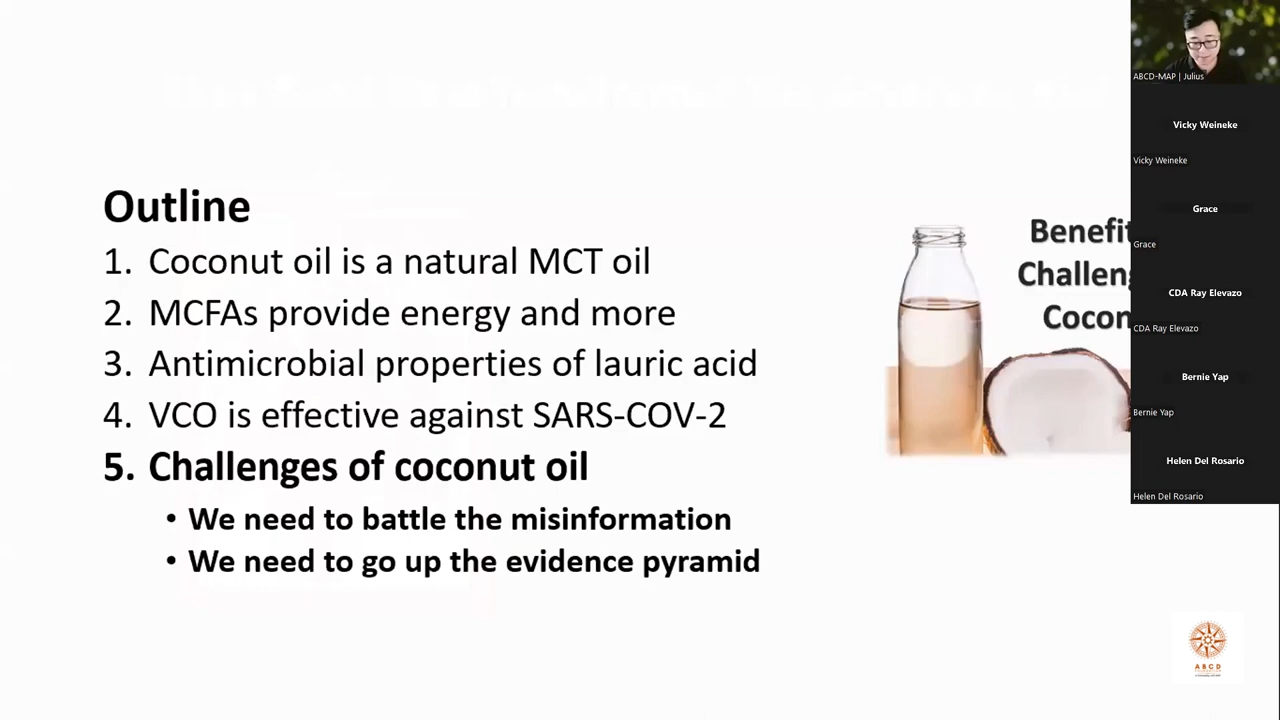 Outline
1. Coconut oil is a natural MCT oil
2. MCFAs provide energy and more
3. Antimicrobial properties of lauric acid
4. VCO is effective against SARS-COV-2
5. Challenges of coconut oil
• We need to battle the misinformation
• We need to go up the evidence pyramid
Benefit
Challeng
Cocon
ABCD-MAP | Julius
Vicky Weineke
Vicky Weineke
Grace
Grace
CDA Ray Elevazo
CDA Ray Elevazo
Bernie Yap
Bernie Yap
Helen Del Rosario
Helen Del Rosario
ABCD